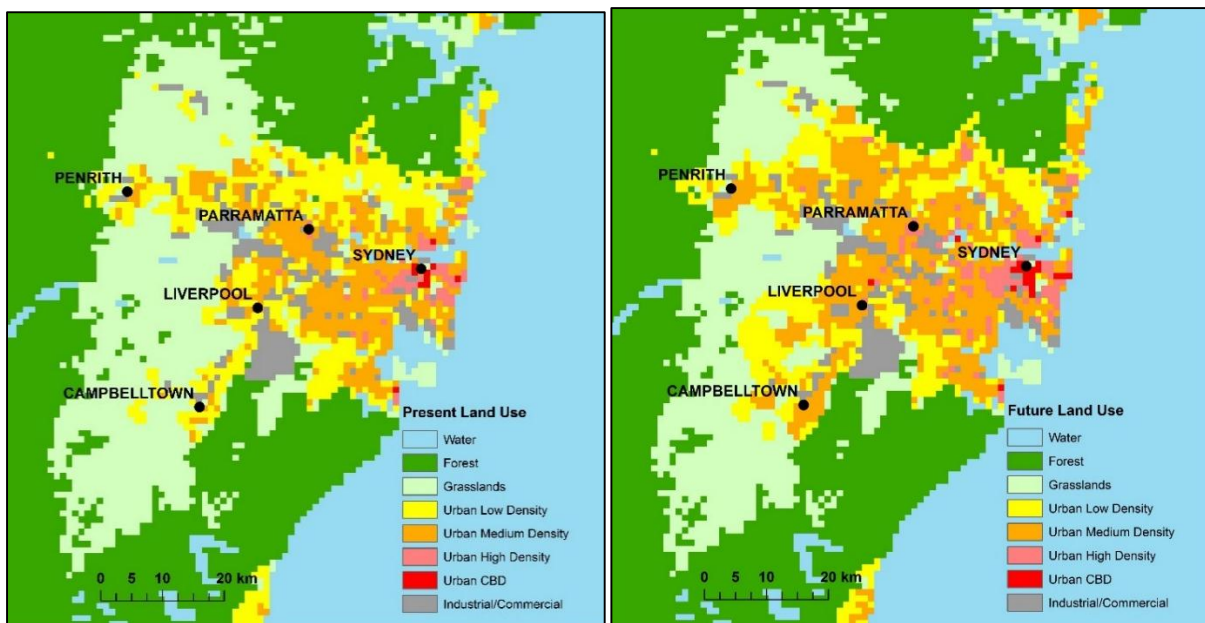 PENRITH
PARRAMATTA
SYDNEY
LIVERPOOL
CAMPBELLTOWN
Present Land Use
Water
Forest
Grasslands
Urban Low Density
Urban Medium Density
Urban High Density
Urban CBD
Industrial/Commercial
0 5 10 20 km
PENRITH
PARRAMATTA
SYDNEY
LIVERPOOL
CAMPBELLTOWN
Future Land Use
Water
Forest
Grasslands
Urban Low Density
Urban Medium Density
Urban High Density
Urban CBD
Industrial/Commercial
0 5 10 20 km